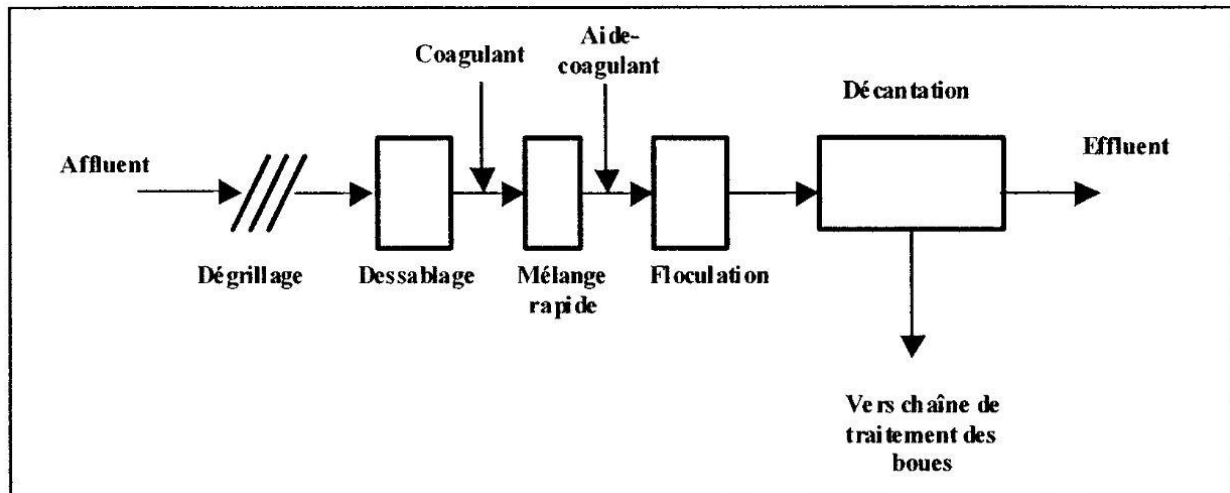 Coagulant
Aide-
coagulant
Décantation
Affluent
Effluent
Dégrillage
Dessablage
Mélange
rapide
Floculation
Vers chaîne de
traitement des
boues